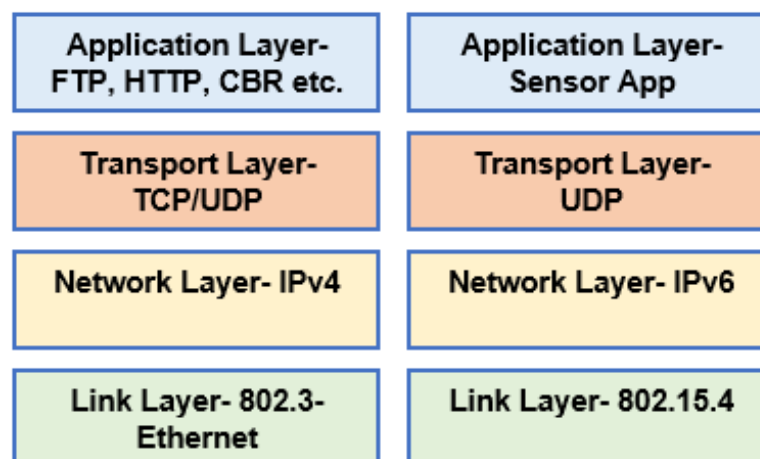 Application Layer-
FTP, HTTP, CBR etc.
Application Layer-
Sensor App
Transport Layer-
TCP/UDP
Transport Layer-
UDP
Network Layer- IPv4
Network Layer- IPv6
Link Layer- 802.3-
Ethernet
Link Layer- 802.15.4